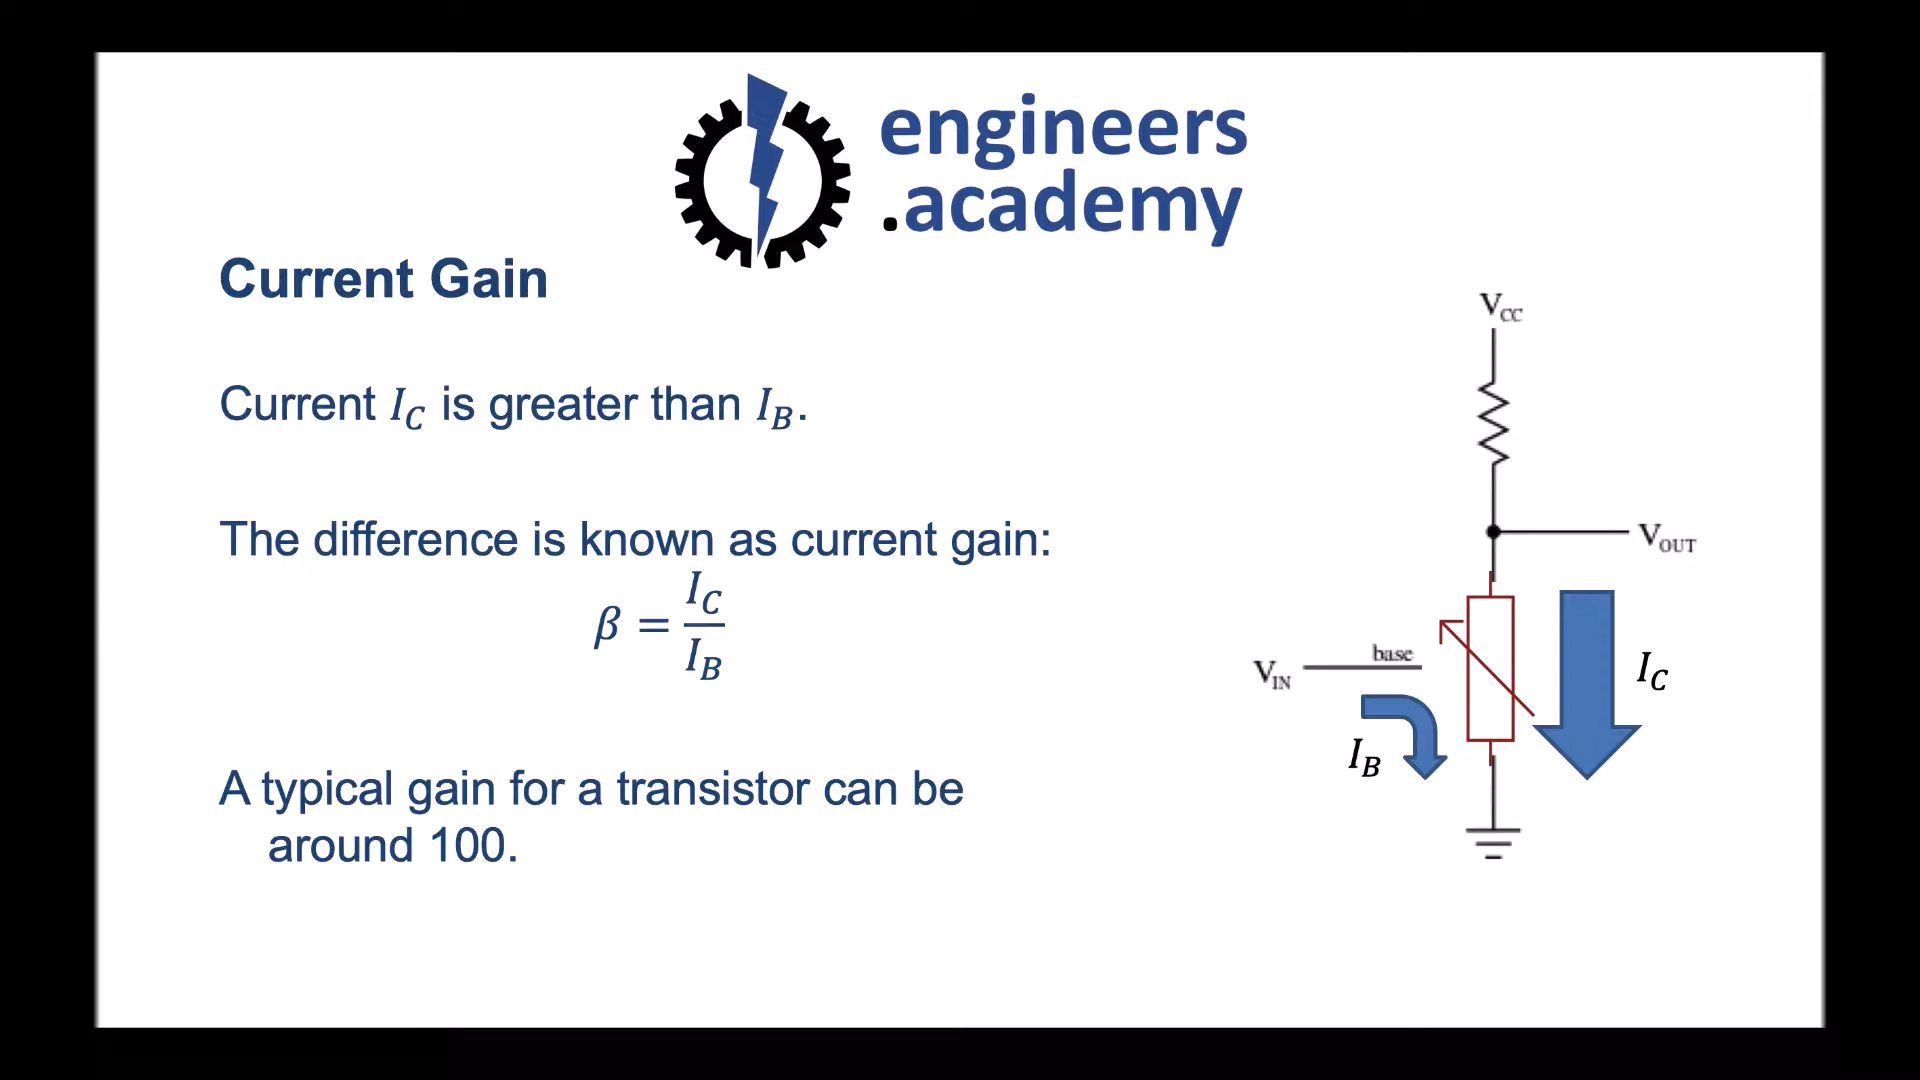 engineers
.academy
Current Gain
Current I_C is greater than I_B.
The difference is known as current gain:
β = I_C / I_B
A typical gain for a transistor can be
around 100.
V_CC
V_OUT
base
V_IN
I_C
I_B